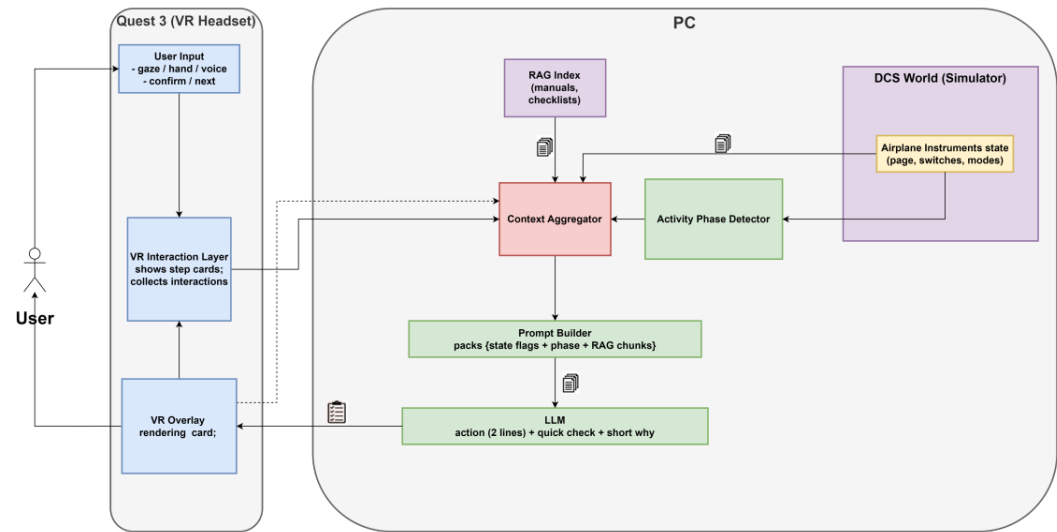 Quest 3 (VR Headset)
User Input
- gaze / hand / voice
- confirm / next
VR Interaction Layer
shows step cards;
collects interactions
VR Overlay
rendering card;
User
PC
RAG Index
(manuals,
checklists)
DCS World (Simulator)
Airplane Instruments state
(page, switches, modes)
Context Aggregator
Activity Phase Detector
Prompt Builder
packs {state flags + phase + RAG chunks}
LLM
action (2 lines) + quick check + short why